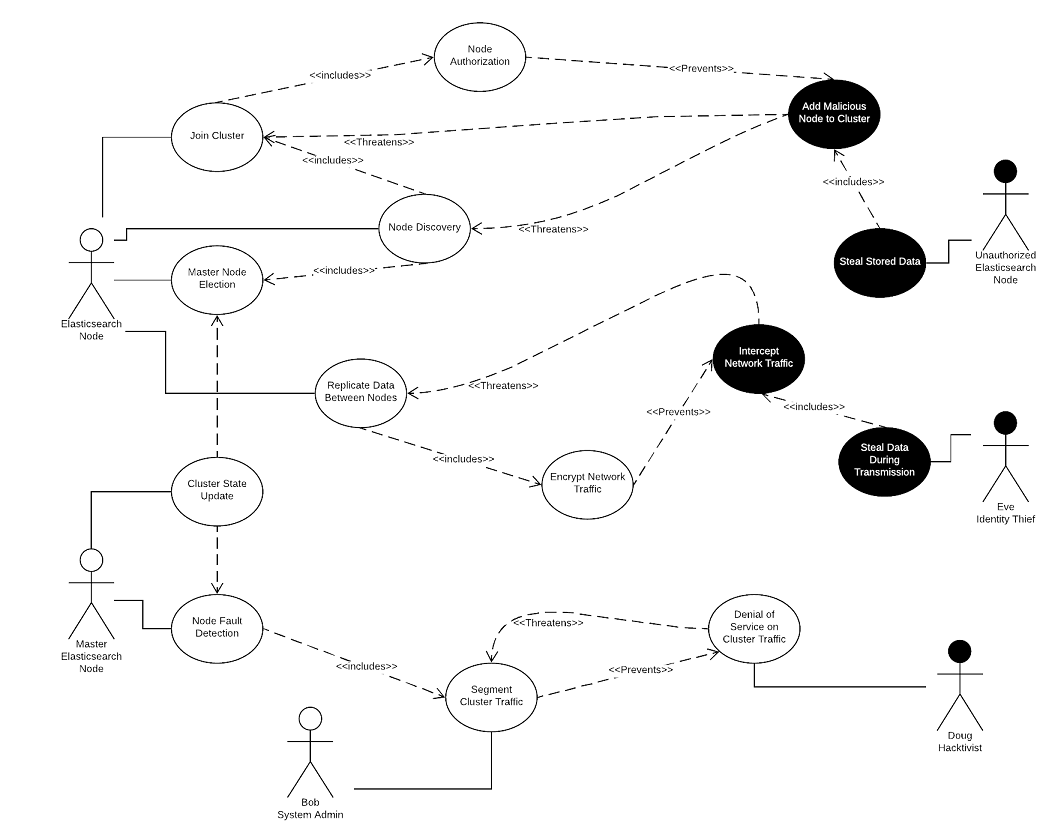 Node
Authorization
<<includes>>
<<Prevents>>
Add Malicious
Node to Cluster
Join Cluster
<<Threatens>>
<<includes>>
<<includes>>
Node Discovery
<<Threatens>>
Steal Stored Data
Unauthorized
Elasticsearch
Node
Master Node
Election
<<includes>>
Elasticsearch
Node
Intercept
Network Traffic
Replicate Data
Between Nodes
<<Threatens>>
<<Prevents>>
<<includes>>
<<includes>>
Steal Data
During
Transmission
Encrypt Network
Traffic
Cluster State
Update
Eve
Identity Thief
Node Fault
Detection
Master
Elasticsearch
Node
<<Threatens>>
Denial of
Service on
Cluster Traffic
<<includes>>
<<Prevents>>
Segment
Cluster Traffic
Doug
Hacktivist
Bob
System Admin